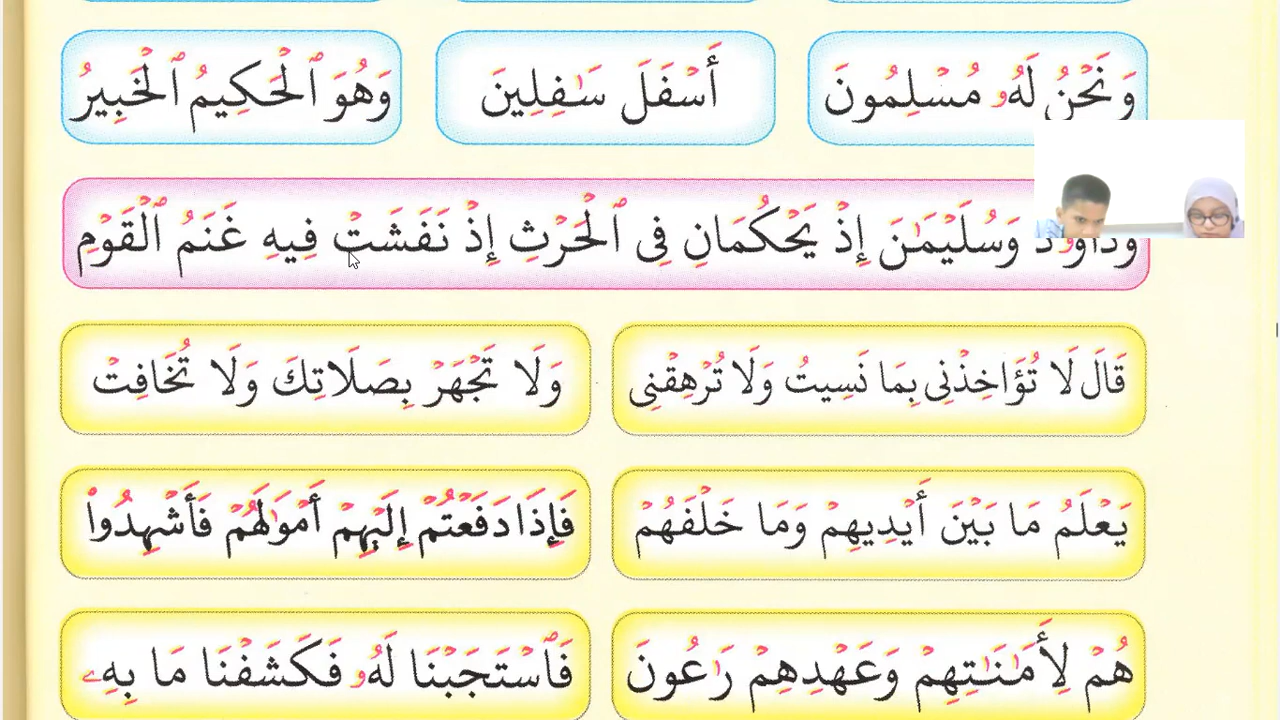 وَنَحْنُ لَهُۥ مُسْلِمُونَ
أَسْفَلَ سَٰفِلِينَ
وَهُوَ ٱلْحَكِيمُ ٱلْخَبِيرُ
وَدَاوُۥدَ وَسُلَيْمَٰنَ إِذْ يَحْكُمَانِ فِى ٱلْحَرْثِ إِذْ نَفَشَتْ فِيهِ غَنَمُ ٱلْقَوْمِ
قَالَ لَا تُؤَاخِذْنِى بِمَا نَسِيتُ وَلَا تُرْهِقْنِى
وَلَا تَجْهَرْ بِصَلَاتِكَ وَلَا تُخَافِتْ
يَعْلَمُ مَا بَيْنَ أَيْدِيهِمْ وَمَا خَلْفَهُمْ
فَإِذَا دَفَعْتُمْ إِلَيْهِمْ أَمْوَٰلَهُمْ فَأَشْهِدُوا۟
هُمْ لِأَمَٰنَٰتِهِمْ وَعَهْدِهِمْ رَٰعُونَ
فَٱسْتَجَبْنَا لَهُۥ فَكَشَفْنَا مَا بِهِۦ